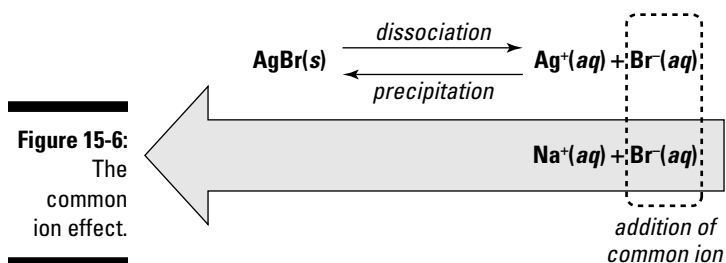 dissociation
AgBr(s)
Ag⁺(aq) + Br⁻(aq)
precipitation
Figure 15-6:
The
common
ion effect.
Na⁺(aq) + Br⁻(aq)
addition of
common ion